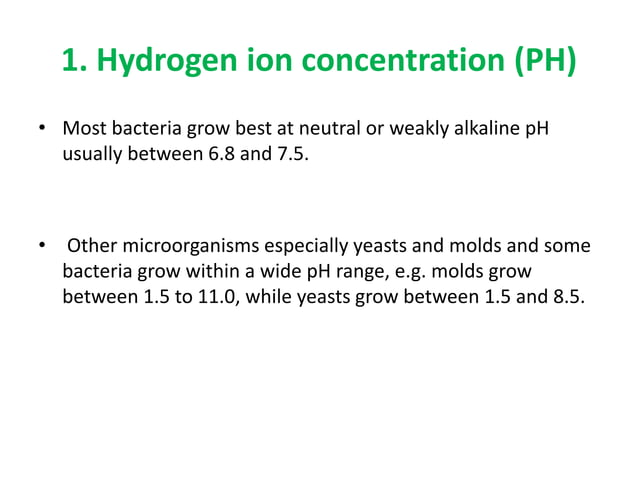 1. Hydrogen ion concentration (PH)
• Most bacteria grow best at neutral or weakly alkaline pH
usually between 6.8 and 7.5.
• Other microorganisms especially yeasts and molds and some
bacteria grow within a wide pH range, e.g. molds grow
between 1.5 to 11.0, while yeasts grow between 1.5 and 8.5.